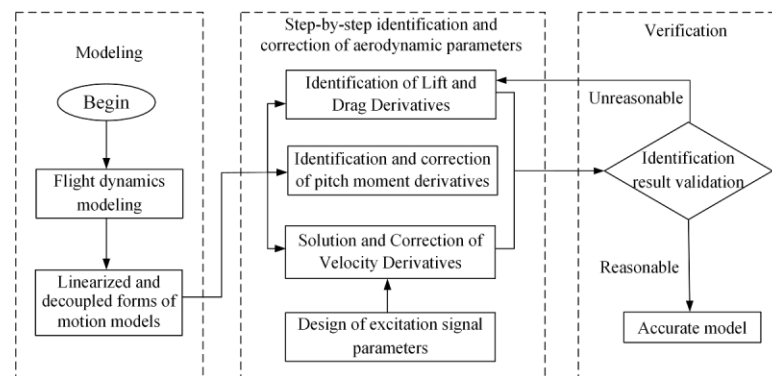 Modeling
Begin
Flight dynamics
modeling
Linearized and
decoupled forms of
motion models
Step-by-step identification and
correction of aerodynamic parameters
Identification of Lift and
Drag Derivatives
Identification and correction
of pitch moment derivatives
Solution and Correction of
Velocity Derivatives
Design of excitation signal
parameters
Verification
Unreasonable
Identification
result validation
Reasonable
Accurate model